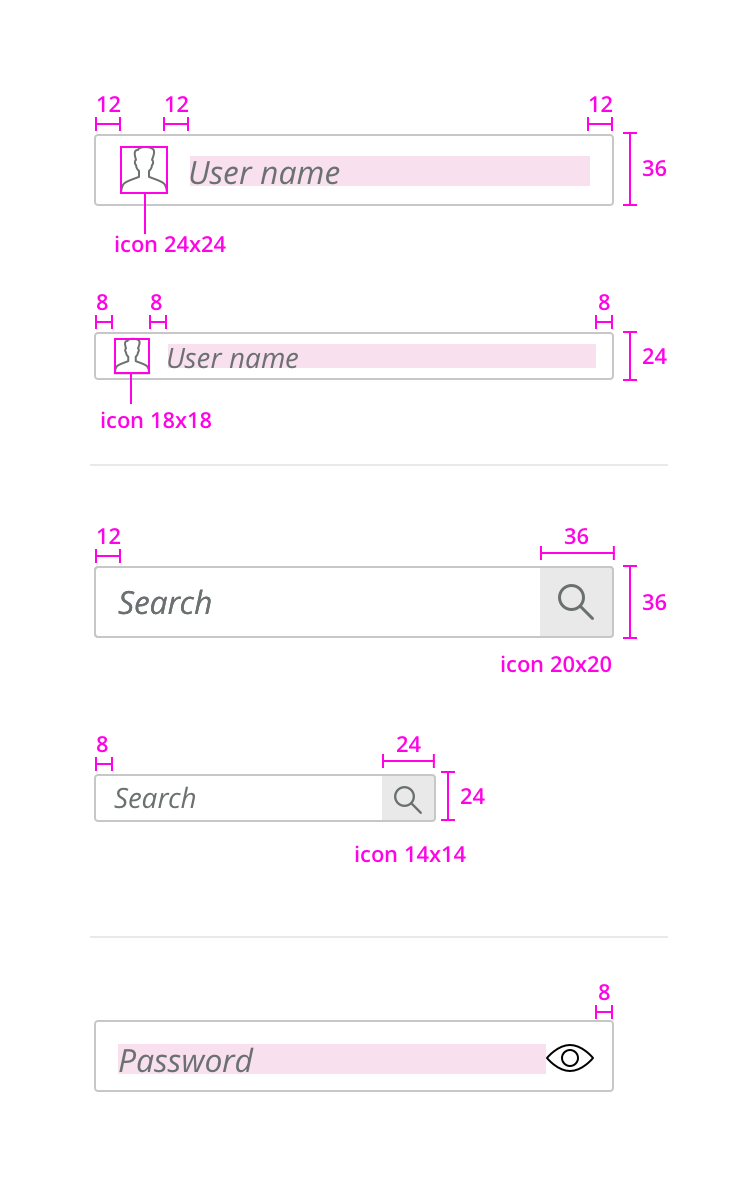 12 12 12
User name
36
icon 24x24
8 8 8
User name
24
icon 18x18
12 36
Search
36
icon 20x20
8 24
Search
24
icon 14x14
8
Password